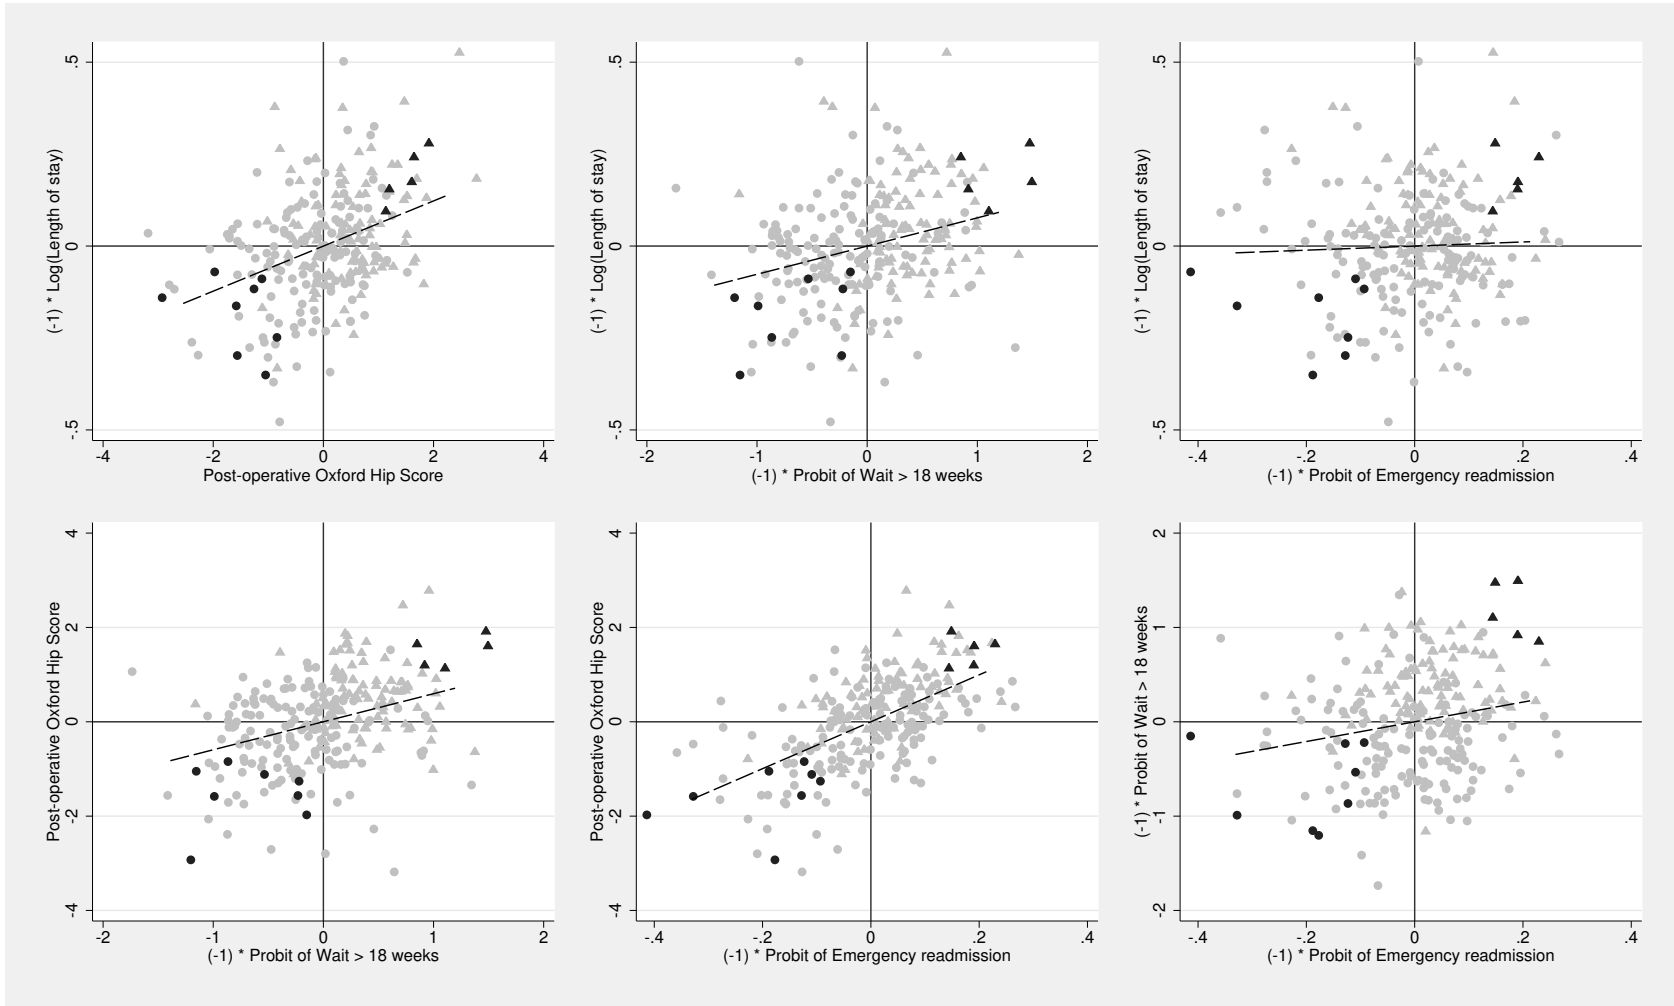 .5
0
-.5
(-1) * Log(Length of stay)
-4 -2 0 2 4
Post-operative Oxford Hip Score
.5
0
-.5
(-1) * Log(Length of stay)
-2 -1 0 1 2
(-1) * Probit of Wait > 18 weeks
.5
0
-.5
(-1) * Log(Length of stay)
-.4 -.2 0 .2 .4
(-1) * Probit of Emergency readmission
4
2
0
-2
-4
Post-operative Oxford Hip Score
-2 -1 0 1 2
(-1) * Probit of Wait > 18 weeks
4
2
0
-2
-4
Post-operative Oxford Hip Score
-.4 -.2 0 .2 .4
(-1) * Probit of Emergency readmission
2
1
0
-1
-2
(-1) * Probit of Wait > 18 weeks
-.4 -.2 0 .2 .4
(-1) * Probit of Emergency readmission